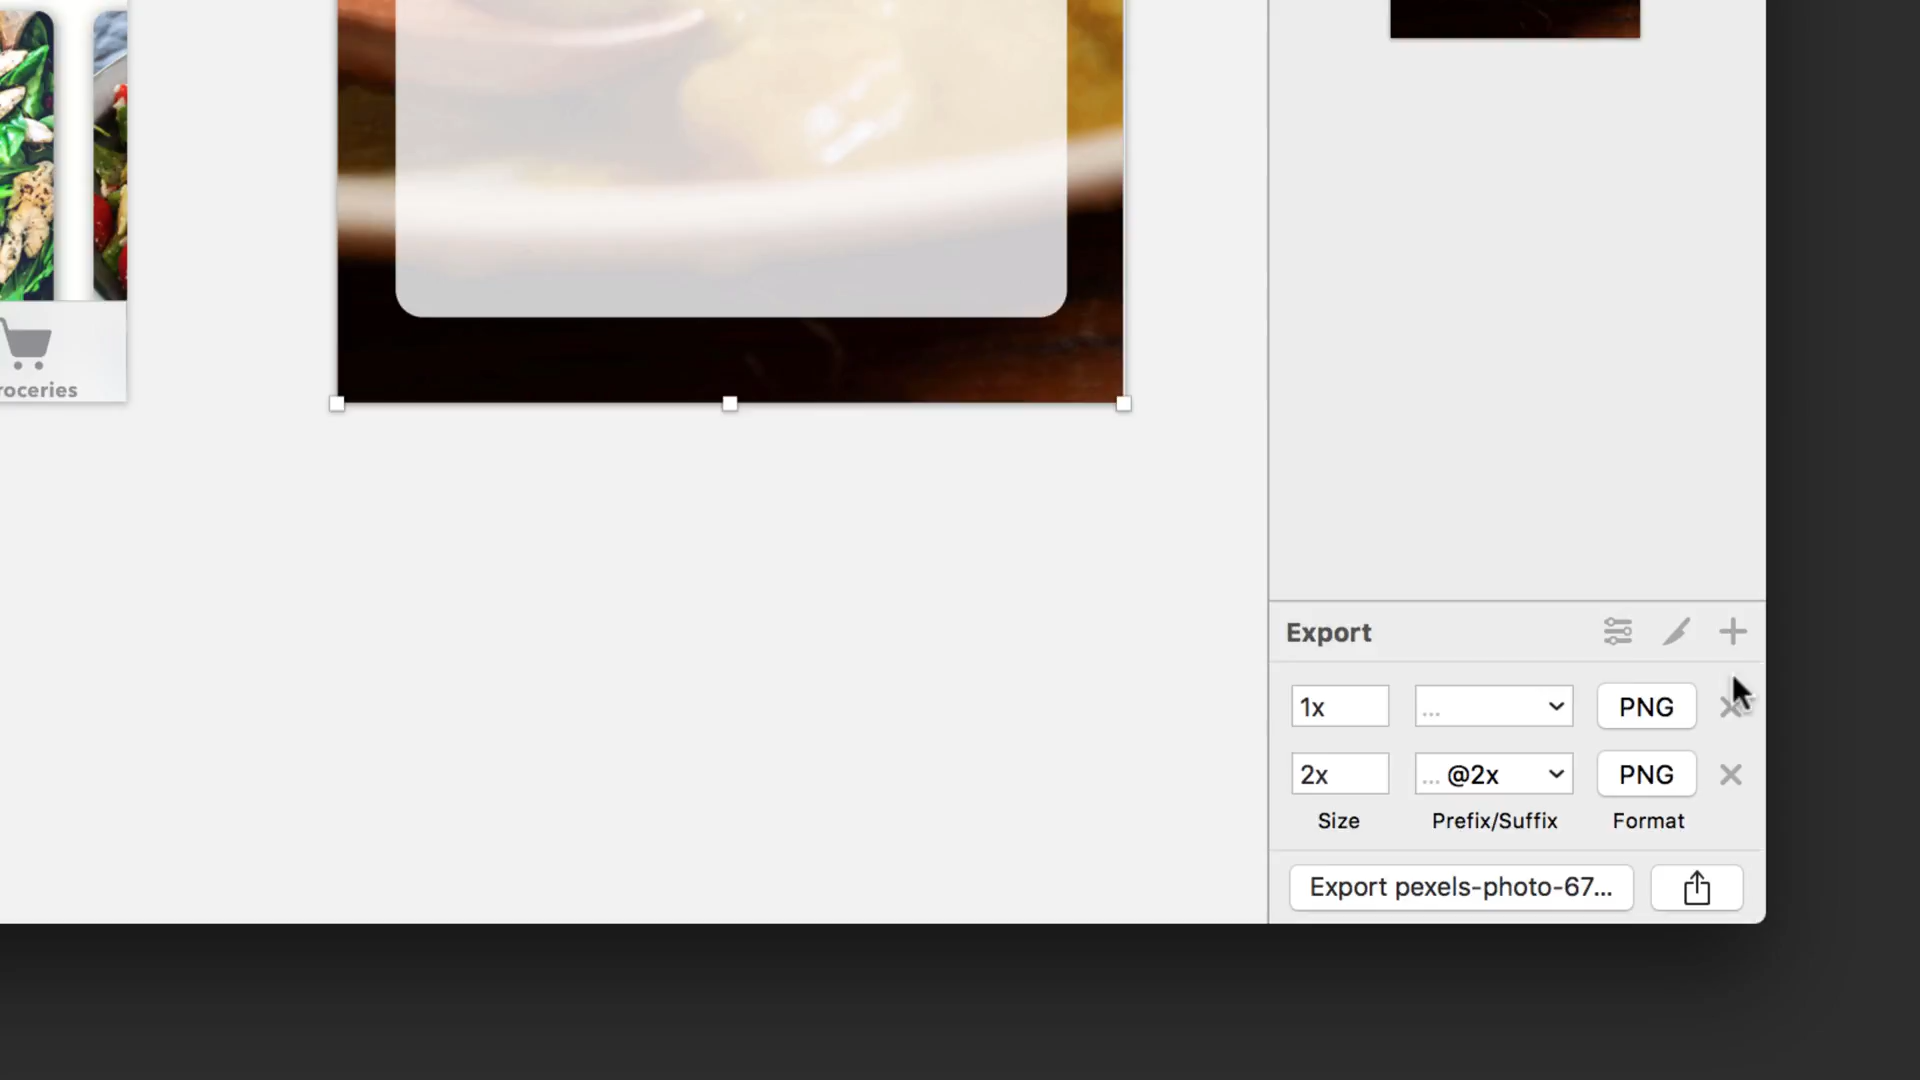 roceries
Export
1x ... PNG
2x ... @2x PNG
Size Prefix/Suffix Format
Export pexels-photo-67...